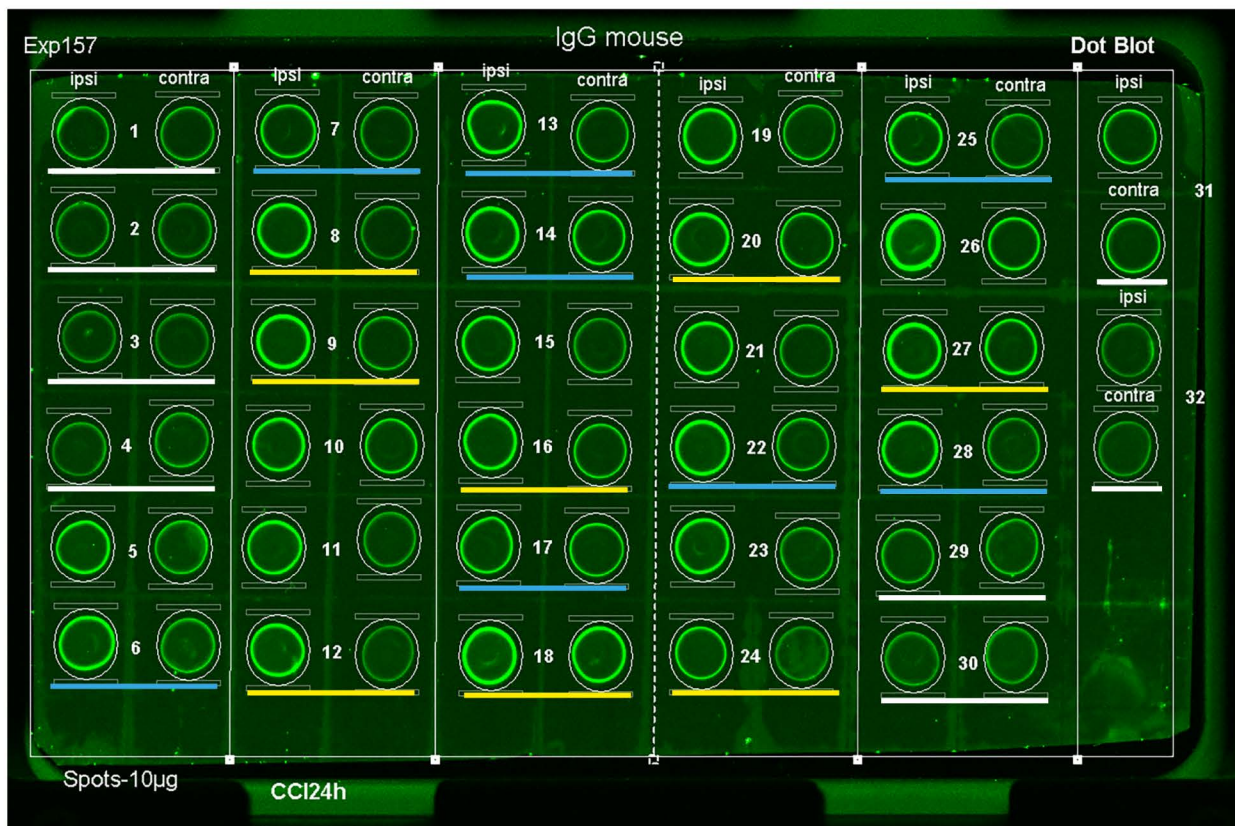 IgG mouse
Exp157
Dot Blot
ipsi contra ipsi contra ipsi contra ipsi contra ipsi contra ipsi
1 7 13 19 25
31
contra
2 8 14 20 26
ipsi
3 9 15 21 27
32
contra
4 10 16 22 28
5 11 17 23 29
6 12 18 24 30
Spots-10µg
CCI24h